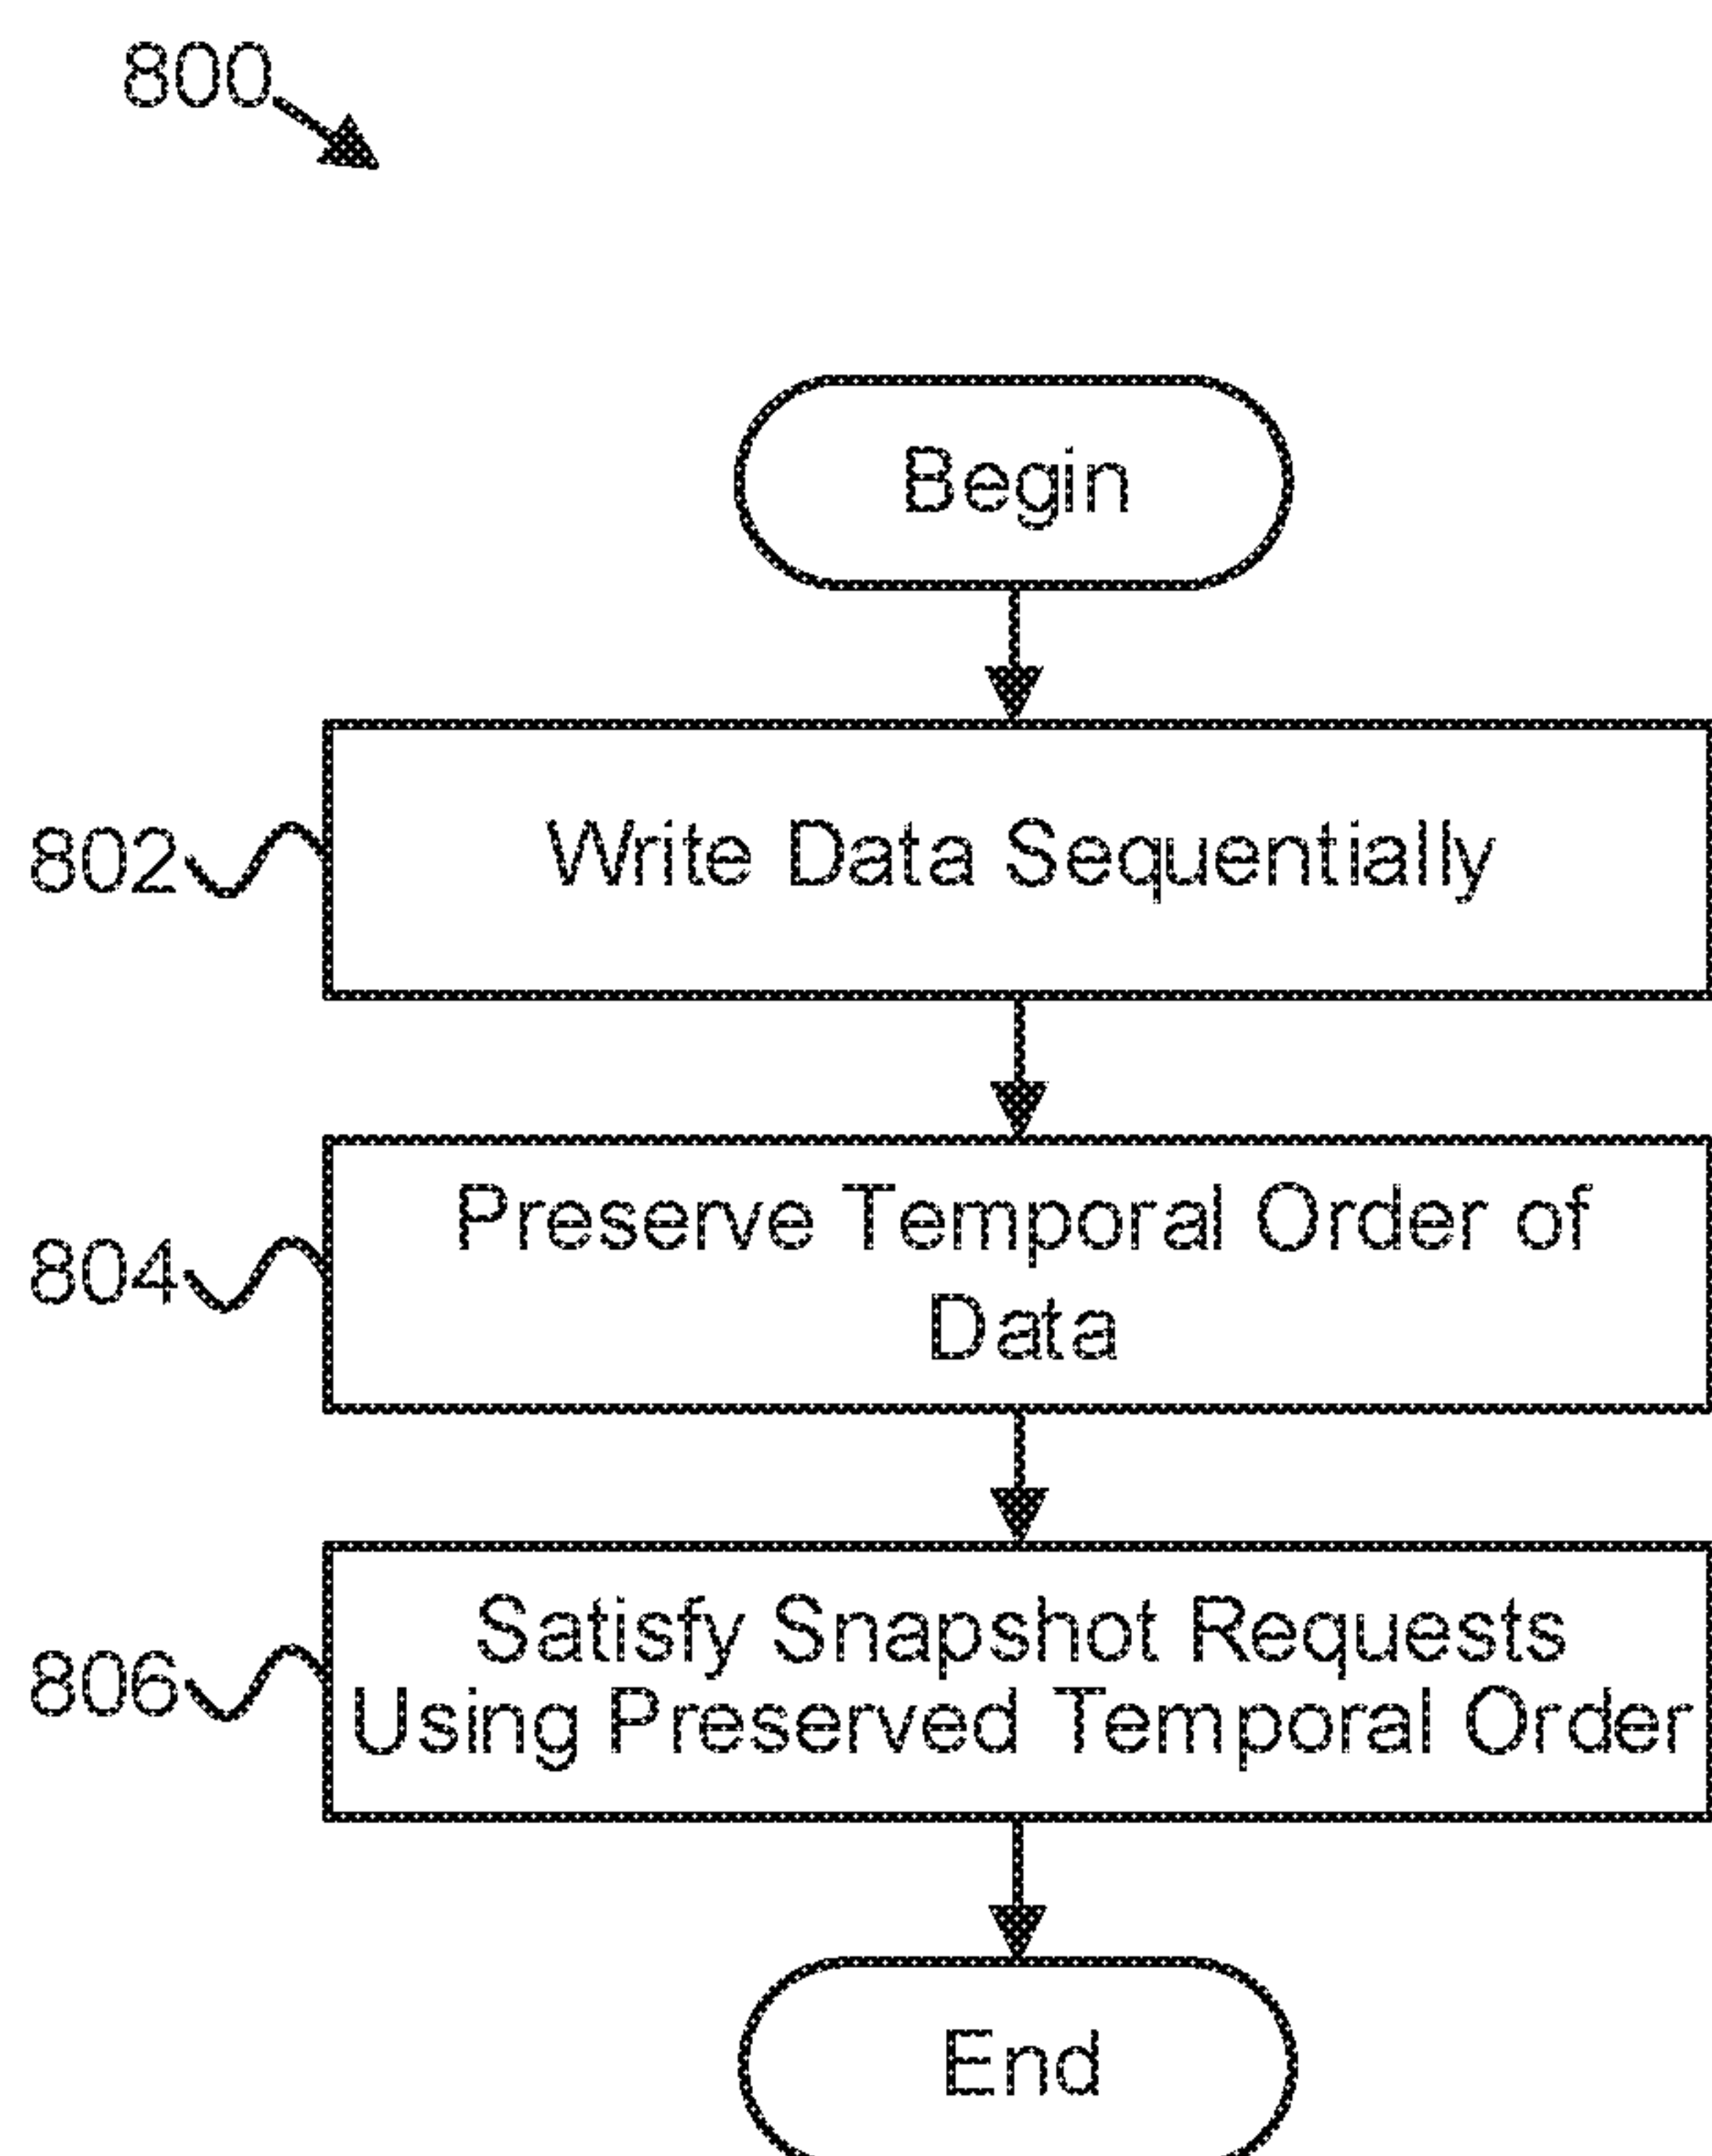 800
Begin
802
Write Data Sequentially
804
Preserve Temporal Order of
Data
806
Satisfy Snapshot Requests
Using Preserved Temporal Order
End